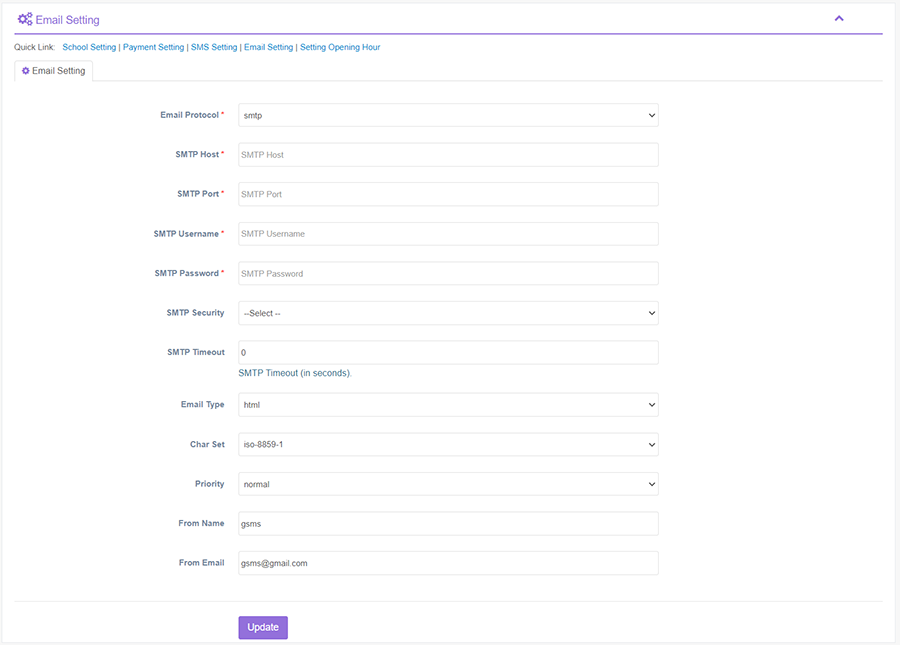 Email Setting
Quick Link: School Setting | Payment Setting | SMS Setting | Email Setting | Setting Opening Hour
Email Setting
Email Protocol * smtp
SMTP Host * SMTP Host
SMTP Port * SMTP Port
SMTP Username * SMTP Username
SMTP Password * SMTP Password
SMTP Security --Select --
SMTP Timeout 0
SMTP Timeout (in seconds).
Email Type html
Char Set iso-8859-1
Priority normal
From Name gsms
From Email gsms@gmail.com
Update